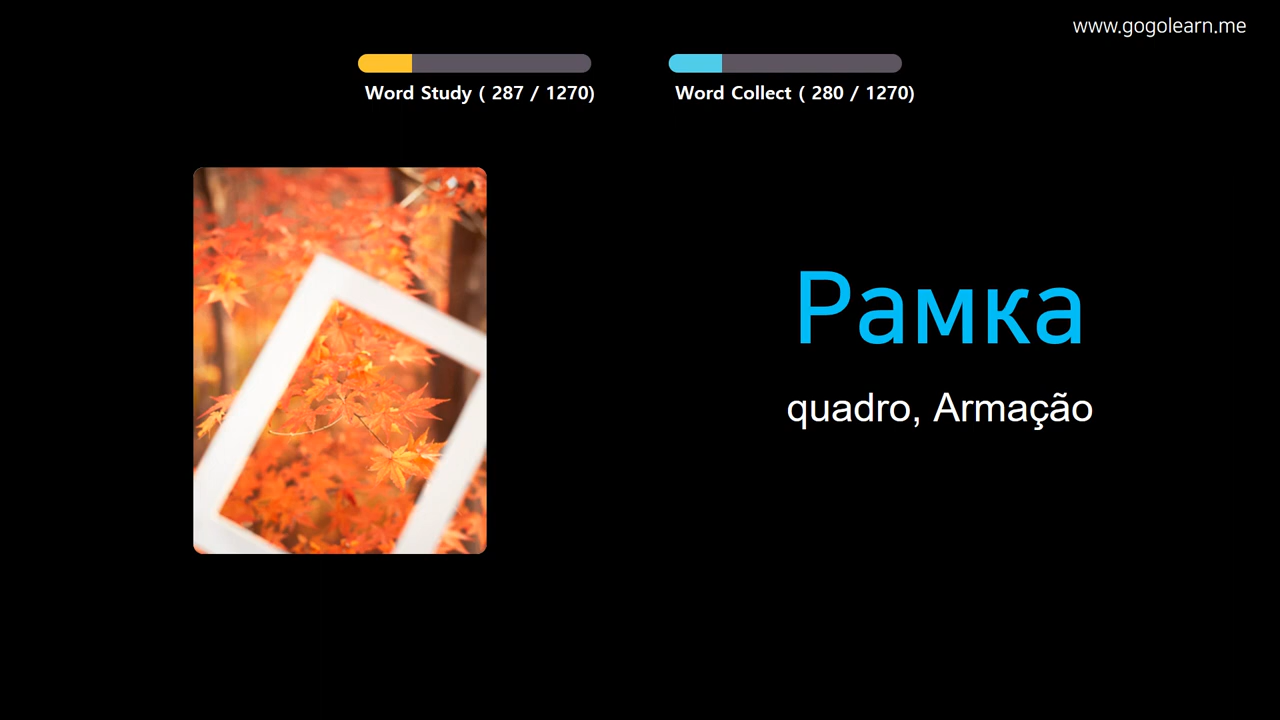 www.gogolearn.me
Word Study ( 287 / 1270)
Word Collect ( 280 / 1270)
Рамка
quadro, Armação